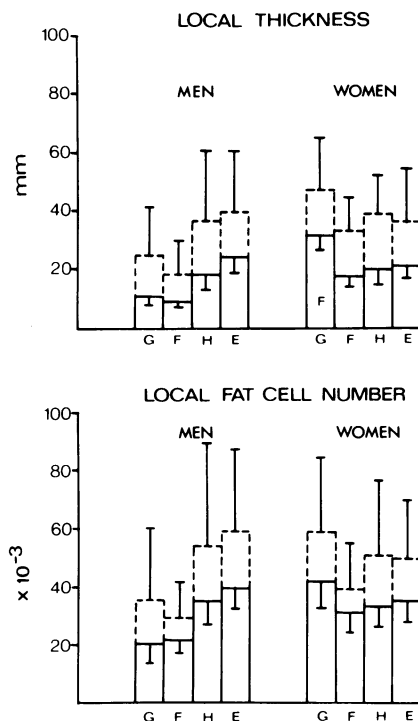 LOCAL THICKNESS
100
MEN
WOMEN
80
60
mm
40
20
F
G F H E
G F H E
LOCAL FAT CELL NUMBER
100
MEN
WOMEN
80
60
x 10⁻³
40
20
G F H E
G F H E